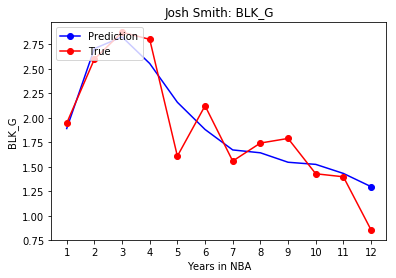 Josh Smith: BLK_G
Prediction
True
BLK_G
2.75
2.50
2.25
2.00
1.75
1.50
1.25
1.00
0.75
1 2 3 4 5 6 7 8 9 10 11 12
Years in NBA